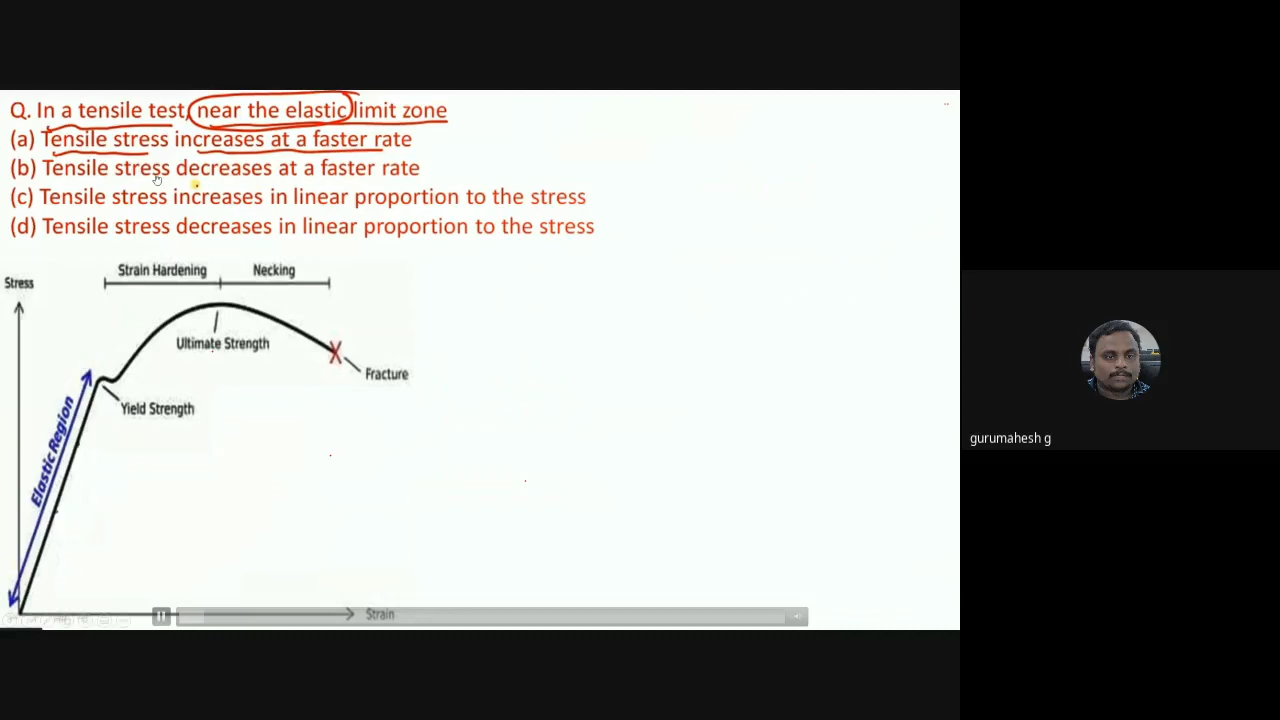 Q. In a tensile test, near the elastic limit zone
(a) Tensile stress increases at a faster rate
(b) Tensile stress decreases at a faster rate
(c) Tensile stress increases in linear proportion to the stress
(d) Tensile stress decreases in linear proportion to the stress
Strain Hardening
Necking
Stress
Ultimate Strength
Fracture
Yield Strength
Elastic Region
Strain
gurumahesh g